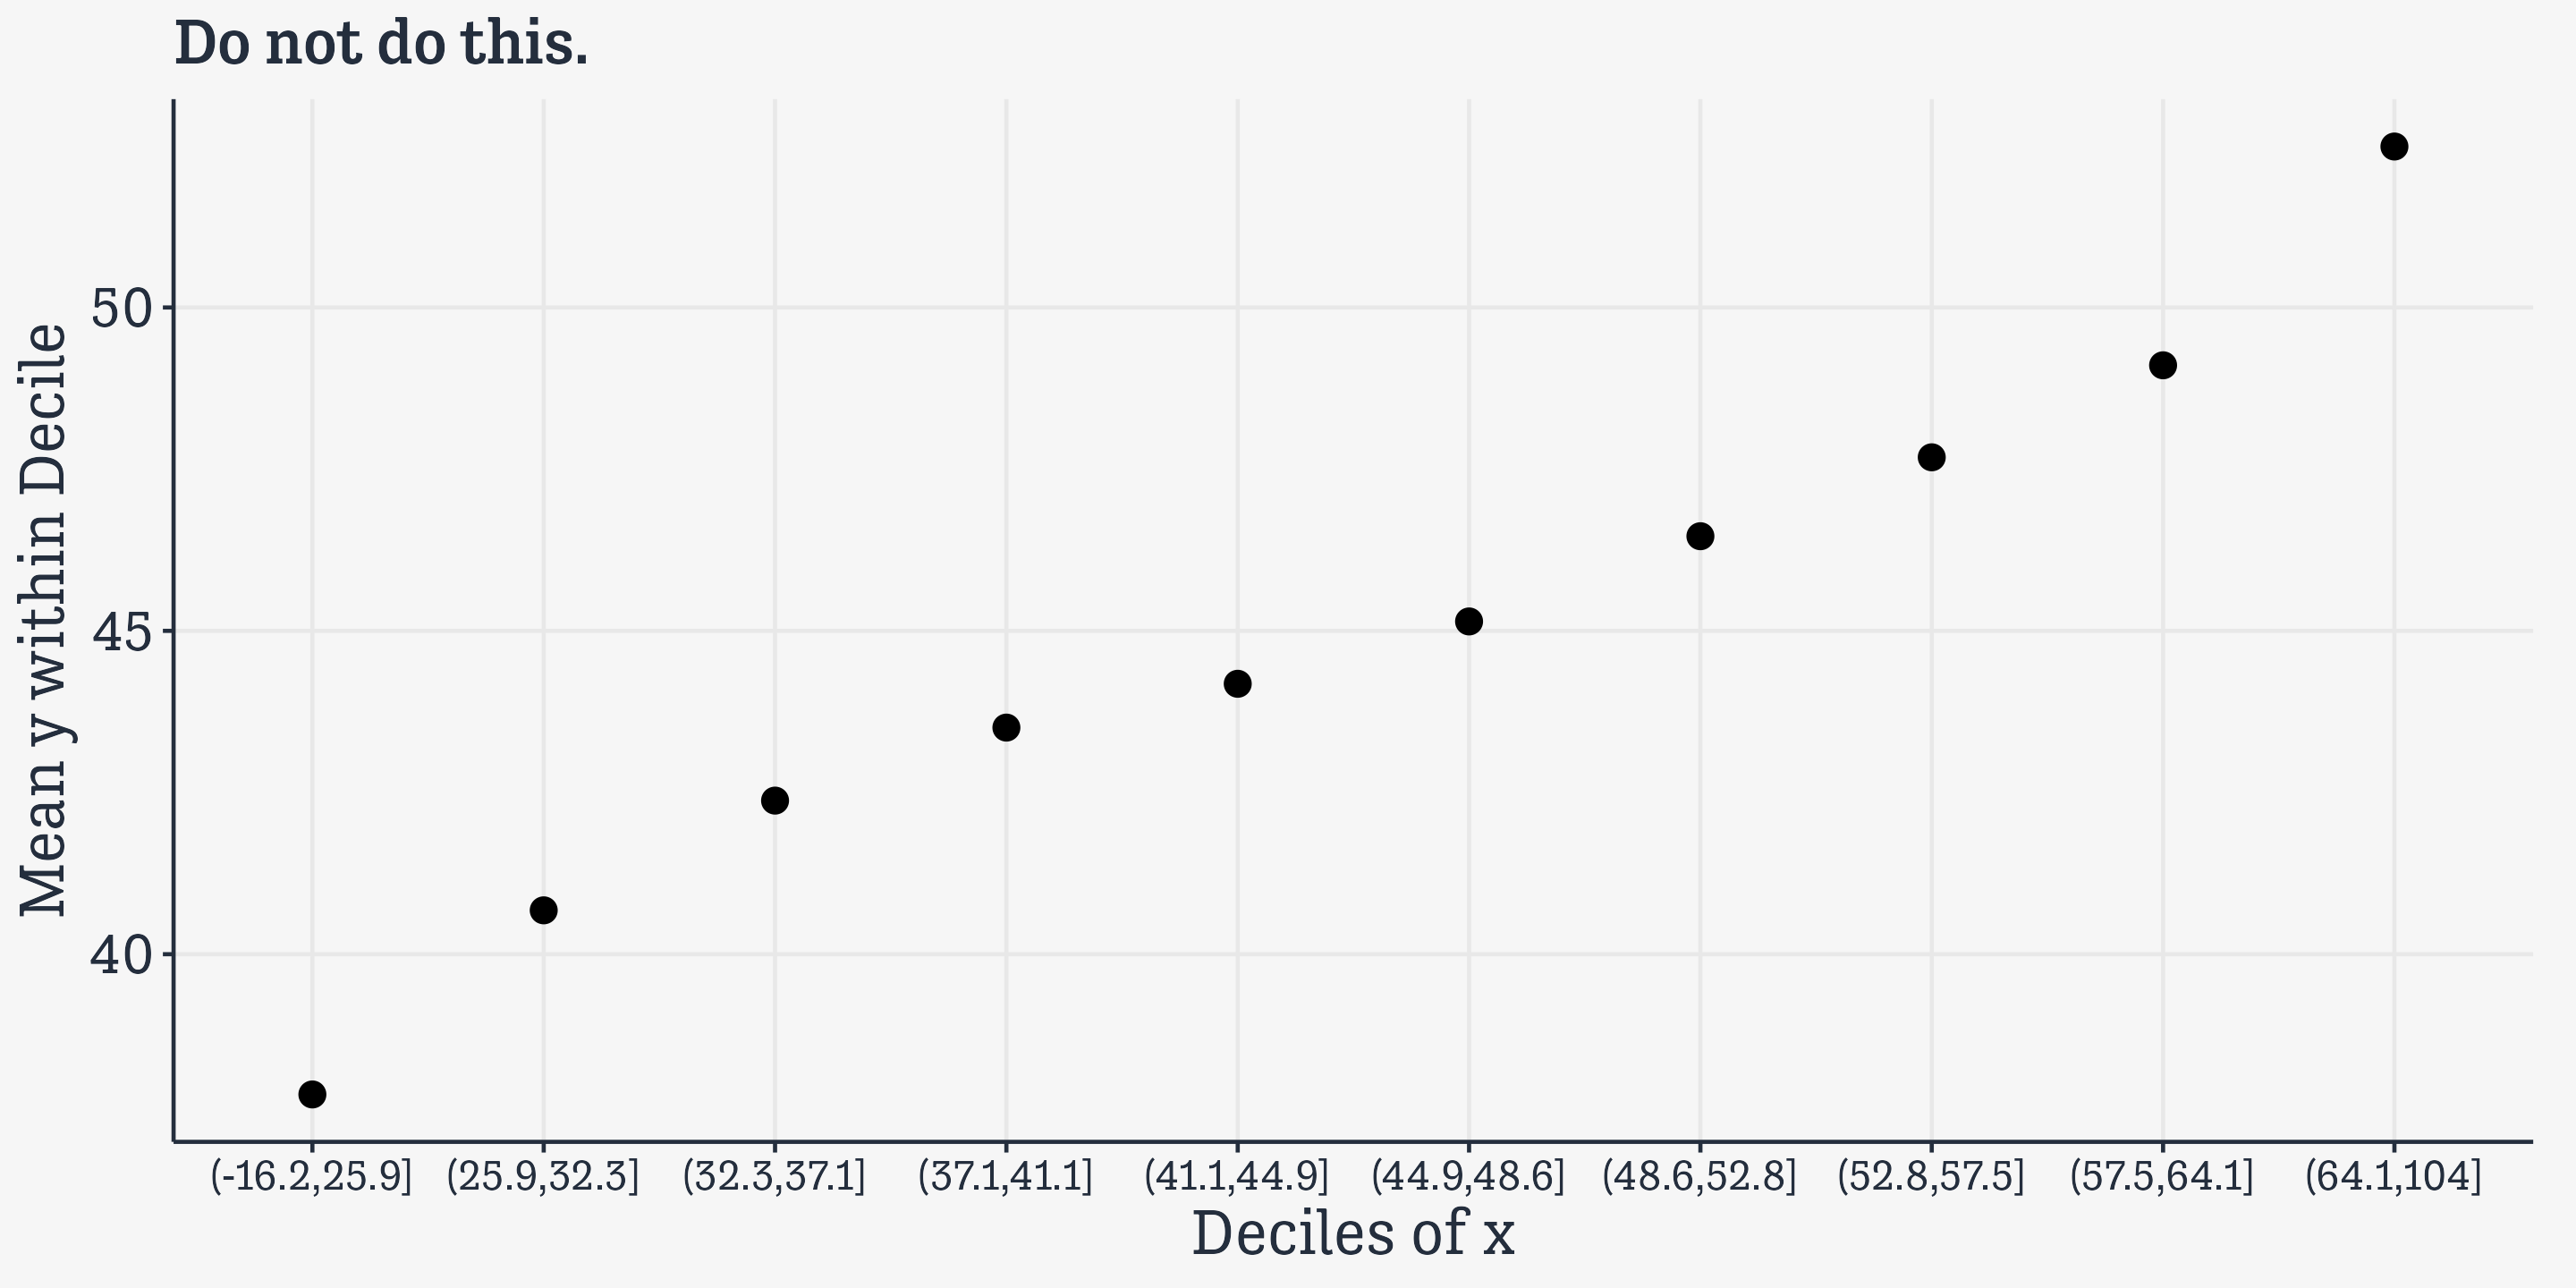 Do not do this.
Mean y within Decile
50
45
40
(-16.2,25.9] (25.9,32.3] (32.3,37.1] (37.1,41.1] (41.1,44.9] (44.9,48.6] (48.6,52.8] (52.8,57.5] (57.5,64.1] (64.1,104]
Deciles of x